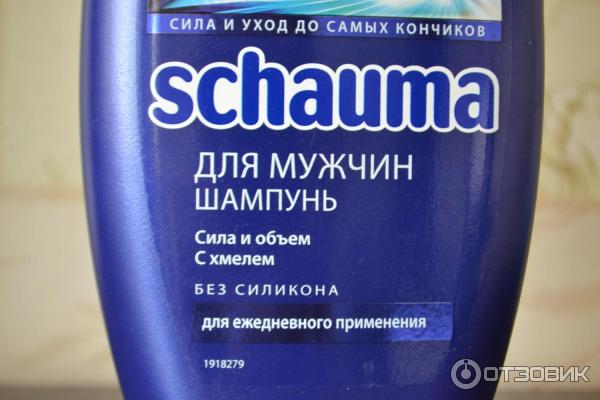 СИЛА И УХОД ДО САМЫХ КОНЧИКОВ
schauma
ДЛЯ МУЖЧИН
ШАМПУНЬ
Сила и объем
С хмелем
БЕЗ СИЛИКОНА
для ежедневного применения
1918279
ОТЗОВИК